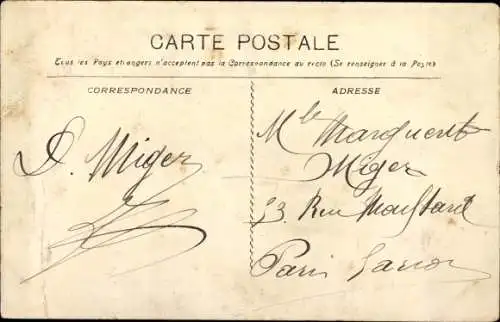 CARTE POSTALE
Tous les Pays étrangers n'acceptent pas la Correspondance au recto (Se renseigner à la Poste)
CORRESPONDANCE
ADRESSE
D. Miger
Mlle Marguerite
Miger
23 Rue Mouffetard
Paris